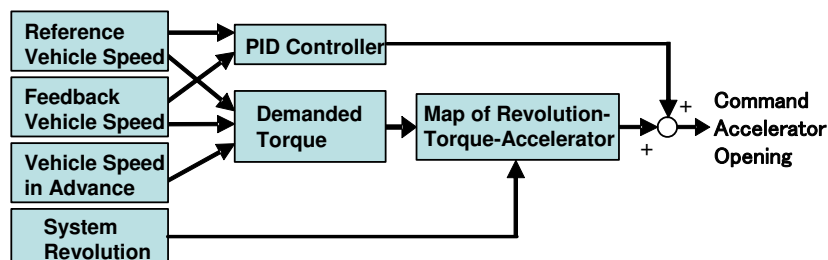 Reference
Vehicle Speed
PID Controller
Feedback
Vehicle Speed
Demanded
Torque
Map of Revolution-
Torque-Accelerator
+
+
Command
Accelerator
Opening
Vehicle Speed
in Advance
System
Revolution